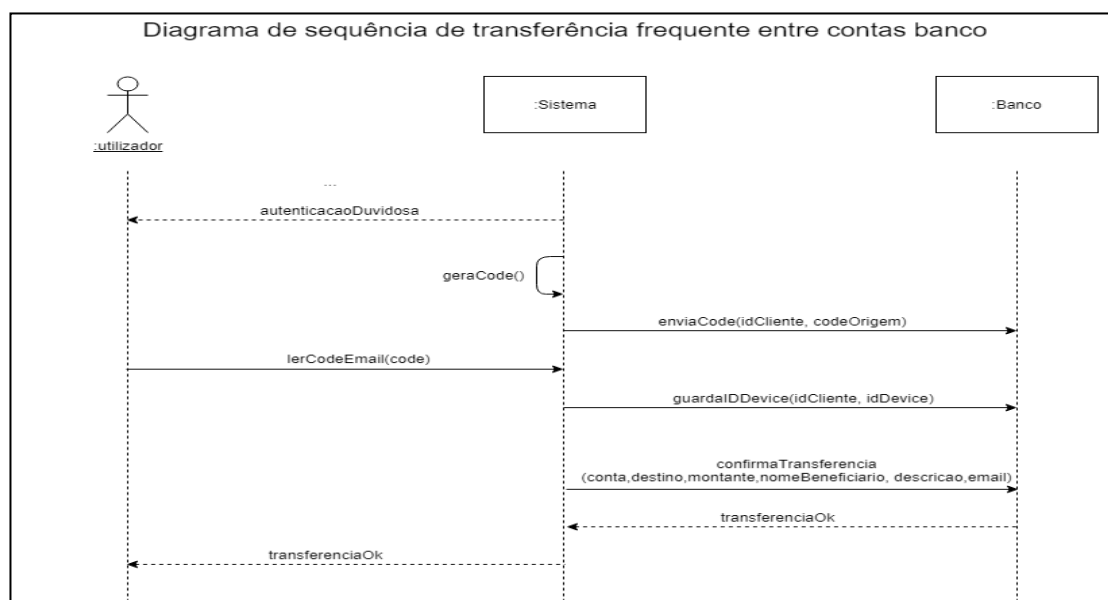 Diagrama de sequência de transferência frequente entre contas banco
:utilizador
:Sistema
:Banco
...
autenticacaoDuvidosa
geraCode()
enviaCode(idCliente, codeOrigem)
lerCodeEmail(code)
guardaIDDevice(idCliente, idDevice)
confirmaTransferencia
(conta,destino,montante,nomeBeneficiario, descricao,email)
transferenciaOk
transferenciaOk